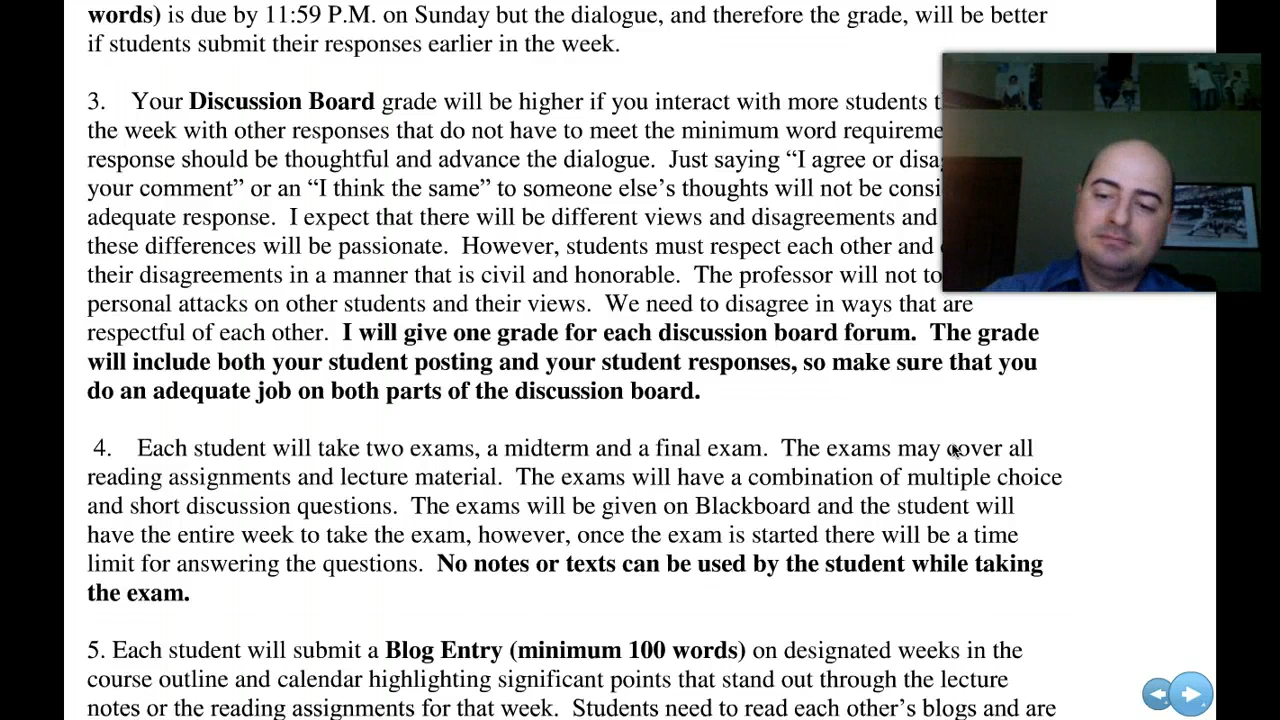 words) is due by 11:59 P.M. on Sunday but the dialogue, and therefore the grade, will be better
if students submit their responses earlier in the week.
3. Your Discussion Board grade will be higher if you interact with more students
the week with other responses that do not have to meet the minimum word
response should be thoughtful and advance the dialogue. Just saying “I agree or
your comment” or an “I think the same” to someone else’s thoughts will not be
adequate response. I expect that there will be different views and disagreements and
these differences will be passionate. However, students must respect each other and
their disagreements in a manner that is civil and honorable. The professor will not
personal attacks on other students and their views. We need to disagree in ways that are
respectful of each other. I will give one grade for each discussion board forum. The grade
will include both your student posting and your student responses, so make sure that you
do an adequate job on both parts of the discussion board.
4. Each student will take two exams, a midterm and a final exam. The exams may cover all
reading assignments and lecture material. The exams will have a combination of multiple choice
and short discussion questions. The exams will be given on Blackboard and the student will
have the entire week to take the exam, however, once the exam is started there will be a time
limit for answering the questions. No notes or texts can be used by the student while taking
the exam.
5. Each student will submit a Blog Entry (minimum 100 words) on designated weeks in the
course outline and calendar highlighting significant points that stand out through the lecture
notes or the reading assignments for that week. Students need to read each other’s blogs and are